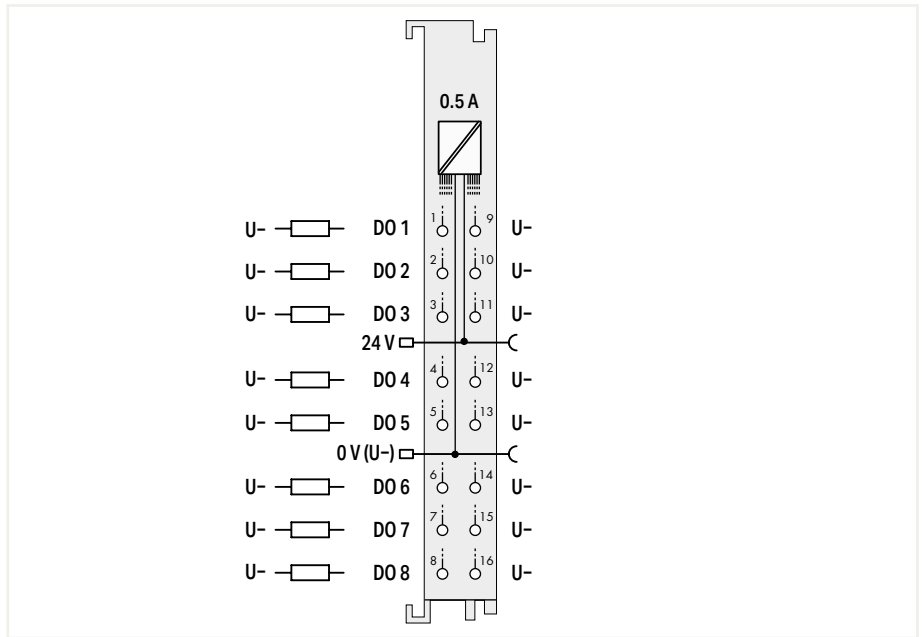 0.5 A
U– DO 1 1 9 U–
U– DO 2 2 10 U–
U– DO 3 3 11 U–
24 V
U– DO 4 4 12 U–
U– DO 5 5 13 U–
0 V (U–)
U– DO 6 6 14 U–
U– DO 7 7 15 U–
U– DO 8 8 16 U–